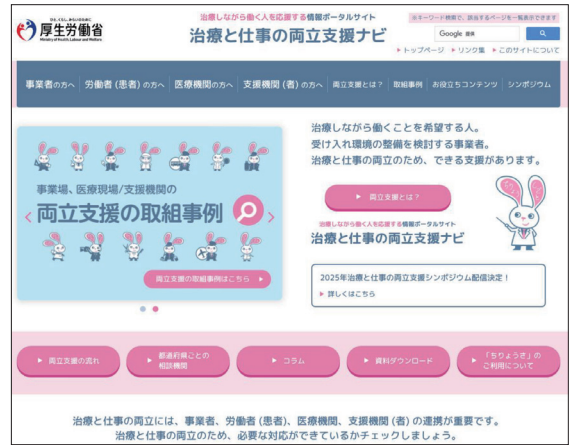 ひと、くらし、みらいのために
厚生労働省
Ministry of Health, Labour and Welfare
治療しながら働く人を応援する情報ポータルサイト
治療と仕事の両立支援ナビ
※キーワード検索で、該当するページを一覧表示できます
Google 提供
▶ トップページ ▶ リンク集 ▶ このサイトについて
事業者の方へ 労働者(患者)の方へ 医療機関の方へ 支援機関(者)の方へ 両立支援とは? 取組事例 お役立ちコンテンツ シンポジウム
事業場、医療現場/支援機関の
両立支援の取組事例
両立支援の取組事例はこちら ▶
治療しながら働くことを希望する人。
受け入れ環境の整備を検討する事業者。
治療と仕事の両立のため、できる支援があります。
▶ 両立支援とは?
治療しながら働く人を応援する情報ポータルサイト
治療と仕事の両立支援ナビ
2025年治療と仕事の両立支援シンポジウム配信決定!
▶ 詳しくはこちら
▶ 両立支援の流れ
▶ 都道府県ごとの
相談機関
▶ コラム
▶ 資料ダウンロード
▶ 「ちりょうさ」の
ご利用について
治療と仕事の両立には、事業者、労働者(患者)、医療機関、支援機関(者)の連携が重要です。
治療と仕事の両立のため、必要な対応ができているかチェックしましょう。